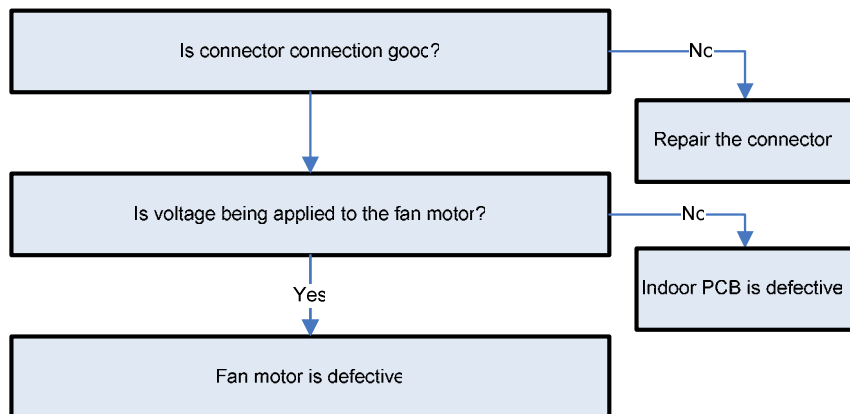 Is connector connection good?
No
Repair the connector
Is voltage being applied to the fan motor?
No
Indoor PCB is defective
Yes
Fan motor is defective